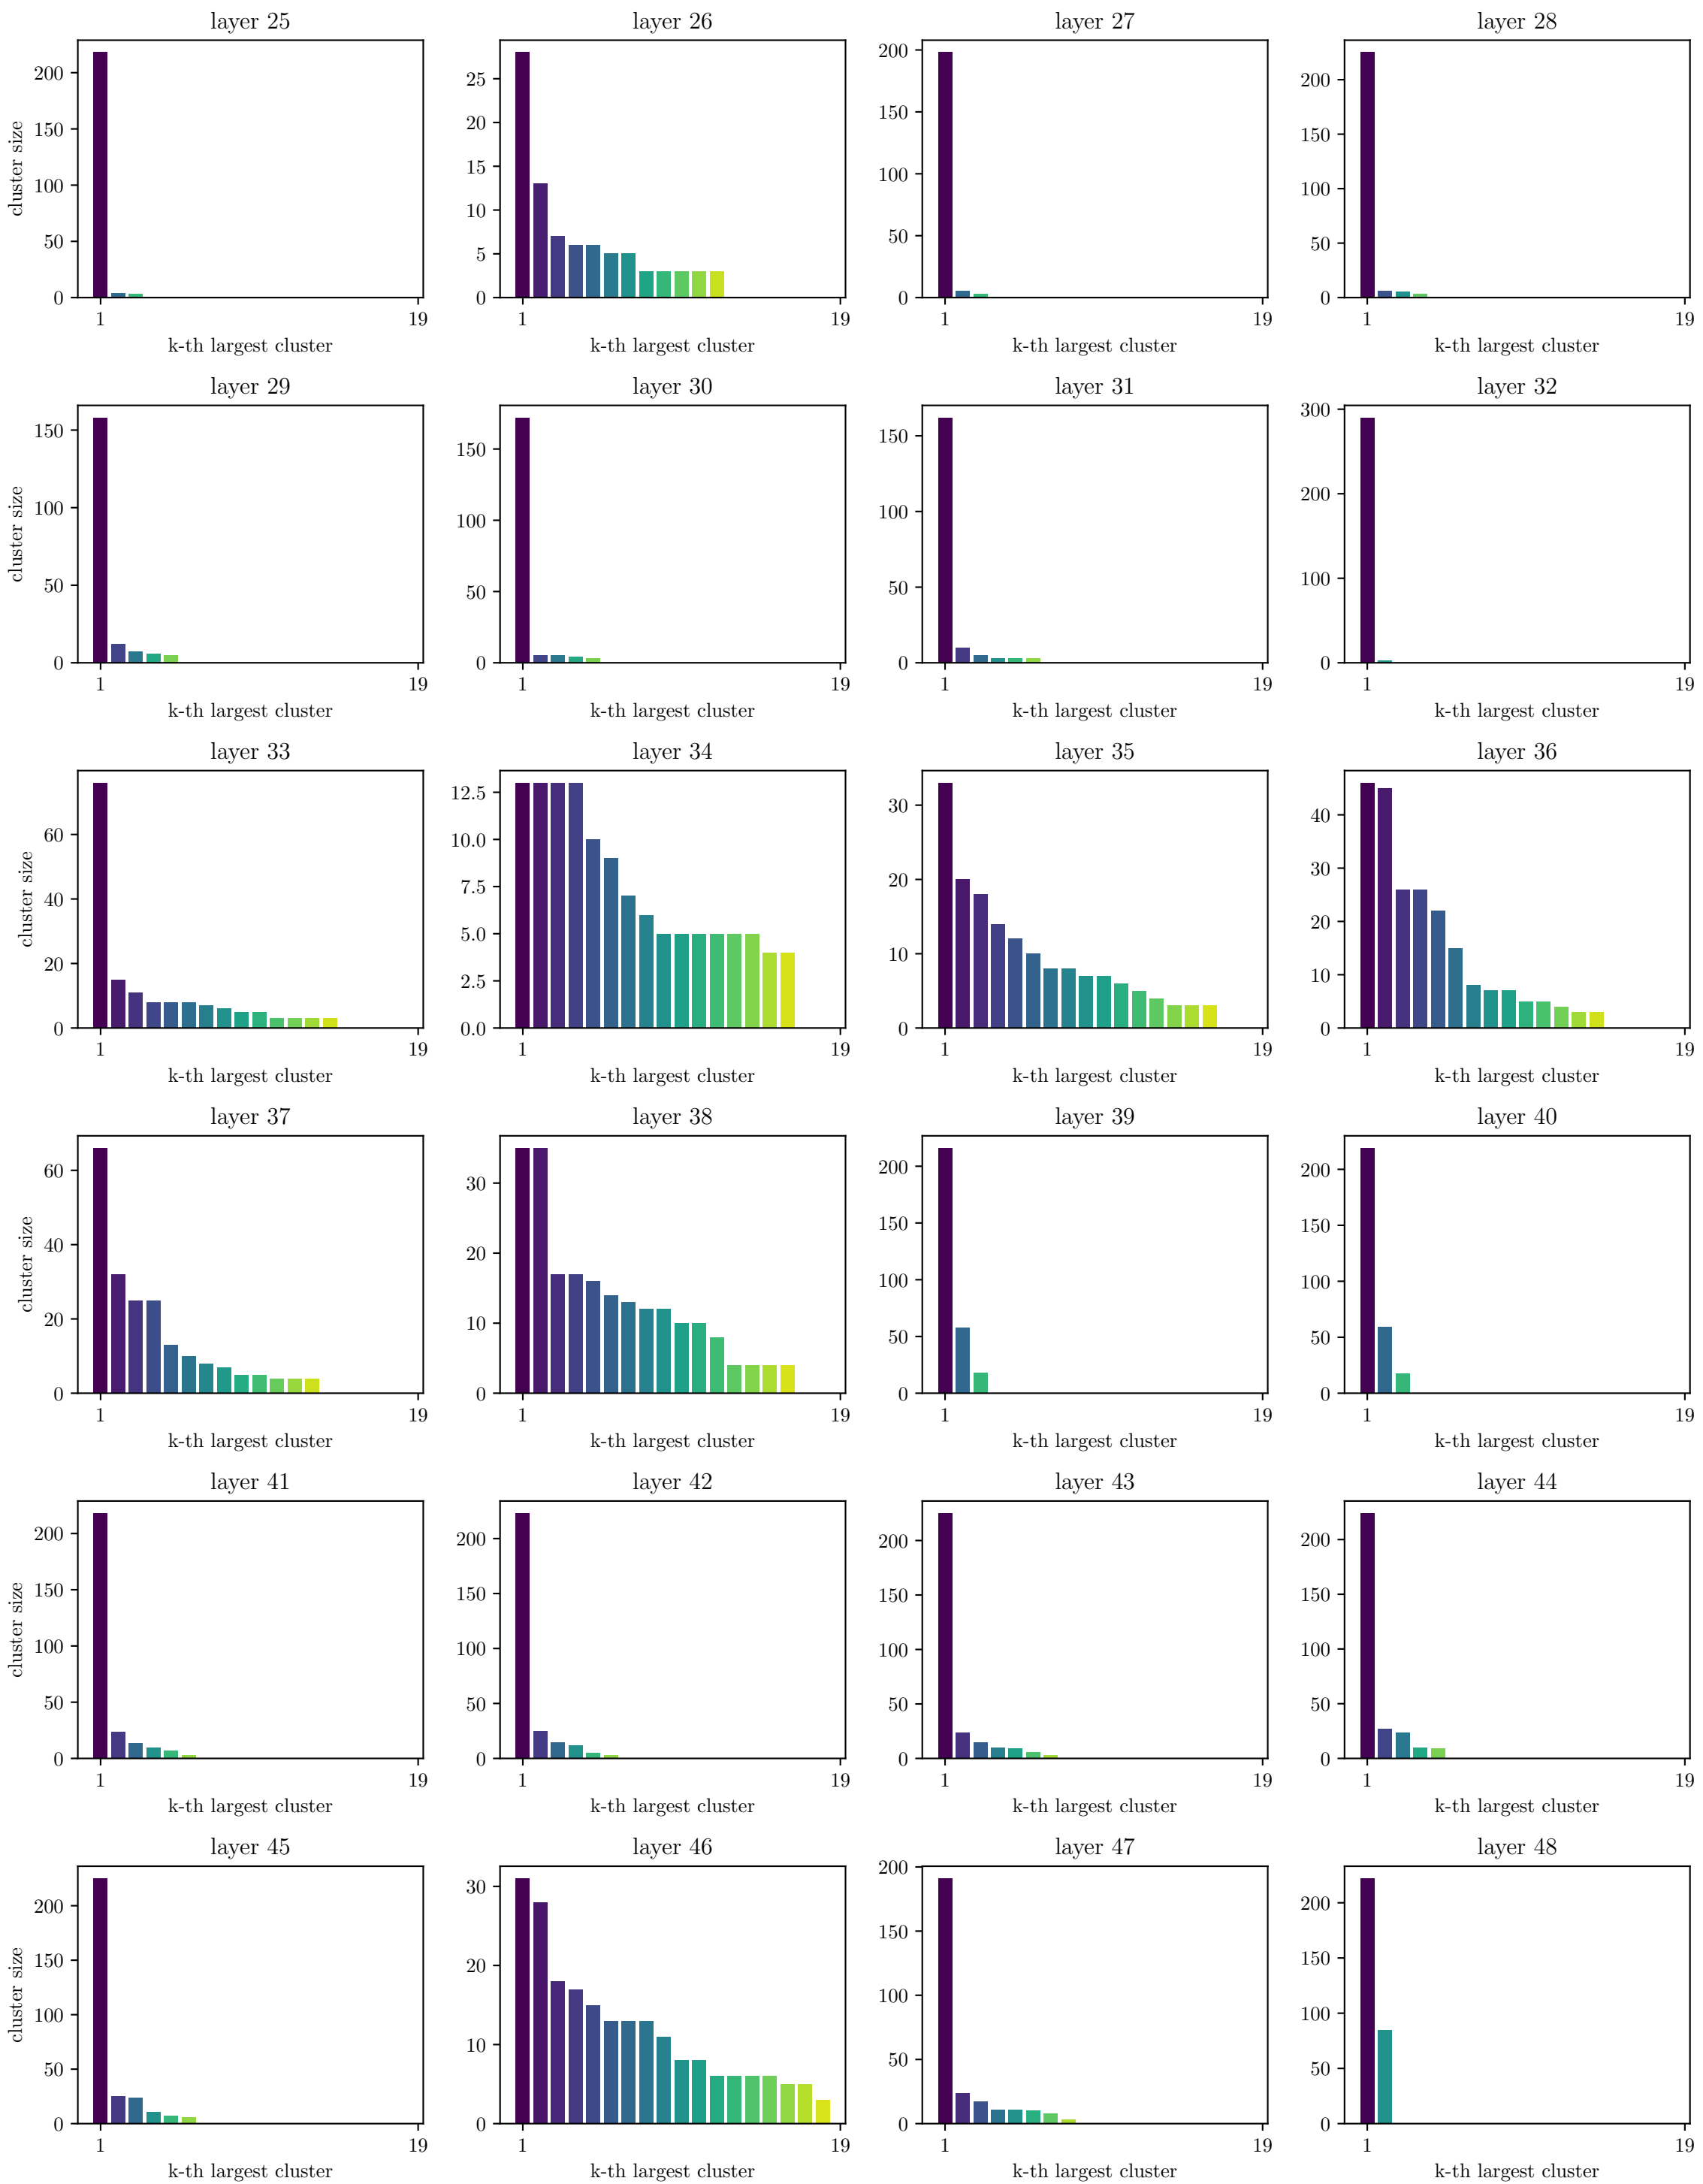 layer 25
layer 26
layer 27
layer 28
cluster size
200
150
100
50
0
25
20
15
10
5
0
200
150
100
50
0
200
150
100
50
0
1 19
1 19
1 19
1 19
k-th largest cluster
k-th largest cluster
k-th largest cluster
k-th largest cluster
layer 29
layer 30
layer 31
layer 32
cluster size
150
100
50
0
150
100
50
0
150
100
50
0
300
200
100
0
1 19
1 19
1 19
1 19
k-th largest cluster
k-th largest cluster
k-th largest cluster
k-th largest cluster
layer 33
layer 34
layer 35
layer 36
cluster size
60
40
20
0
12.5
10.0
7.5
5.0
2.5
0.0
30
20
10
0
40
30
20
10
0
1 19
1 19
1 19
1 19
k-th largest cluster
k-th largest cluster
k-th largest cluster
k-th largest cluster
layer 37
layer 38
layer 39
layer 40
cluster size
60
40
20
0
30
20
10
0
200
150
100
50
0
200
150
100
50
0
1 19
1 19
1 19
1 19
k-th largest cluster
k-th largest cluster
k-th largest cluster
k-th largest cluster
layer 41
layer 42
layer 43
layer 44
cluster size
200
150
100
50
0
200
150
100
50
0
200
150
100
50
0
200
150
100
50
0
1 19
1 19
1 19
1 19
k-th largest cluster
k-th largest cluster
k-th largest cluster
k-th largest cluster
layer 45
layer 46
layer 47
layer 48
cluster size
200
150
100
50
0
30
20
10
0
200
150
100
50
0
200
150
100
50
0
1 19
1 19
1 19
1 19
k-th largest cluster
k-th largest cluster
k-th largest cluster
k-th largest cluster